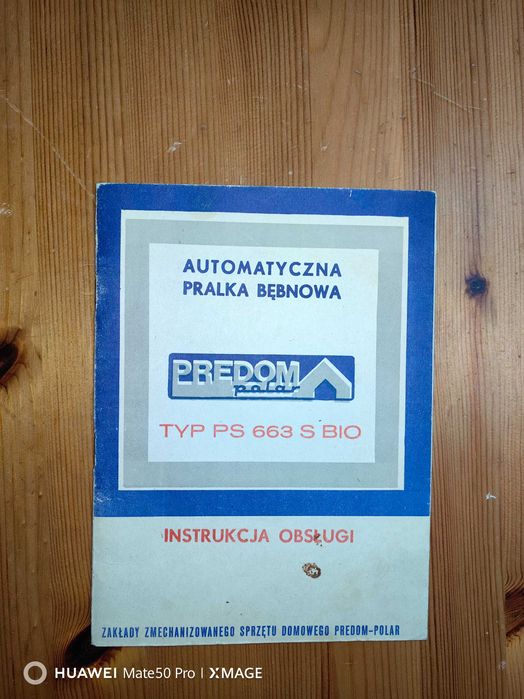 AUTOMATYCZNA
PRALKA BĘBNOWA
PREDOM
polar
TYP PS 663 S BIO
INSTRUKCJA OBSŁUGI
ZAKŁADY ZMECHANIZOWANEGO SPRZĘTU DOMOWEGO PREDOM-POLAR
HUAWEI Mate50 Pro | XMAGE